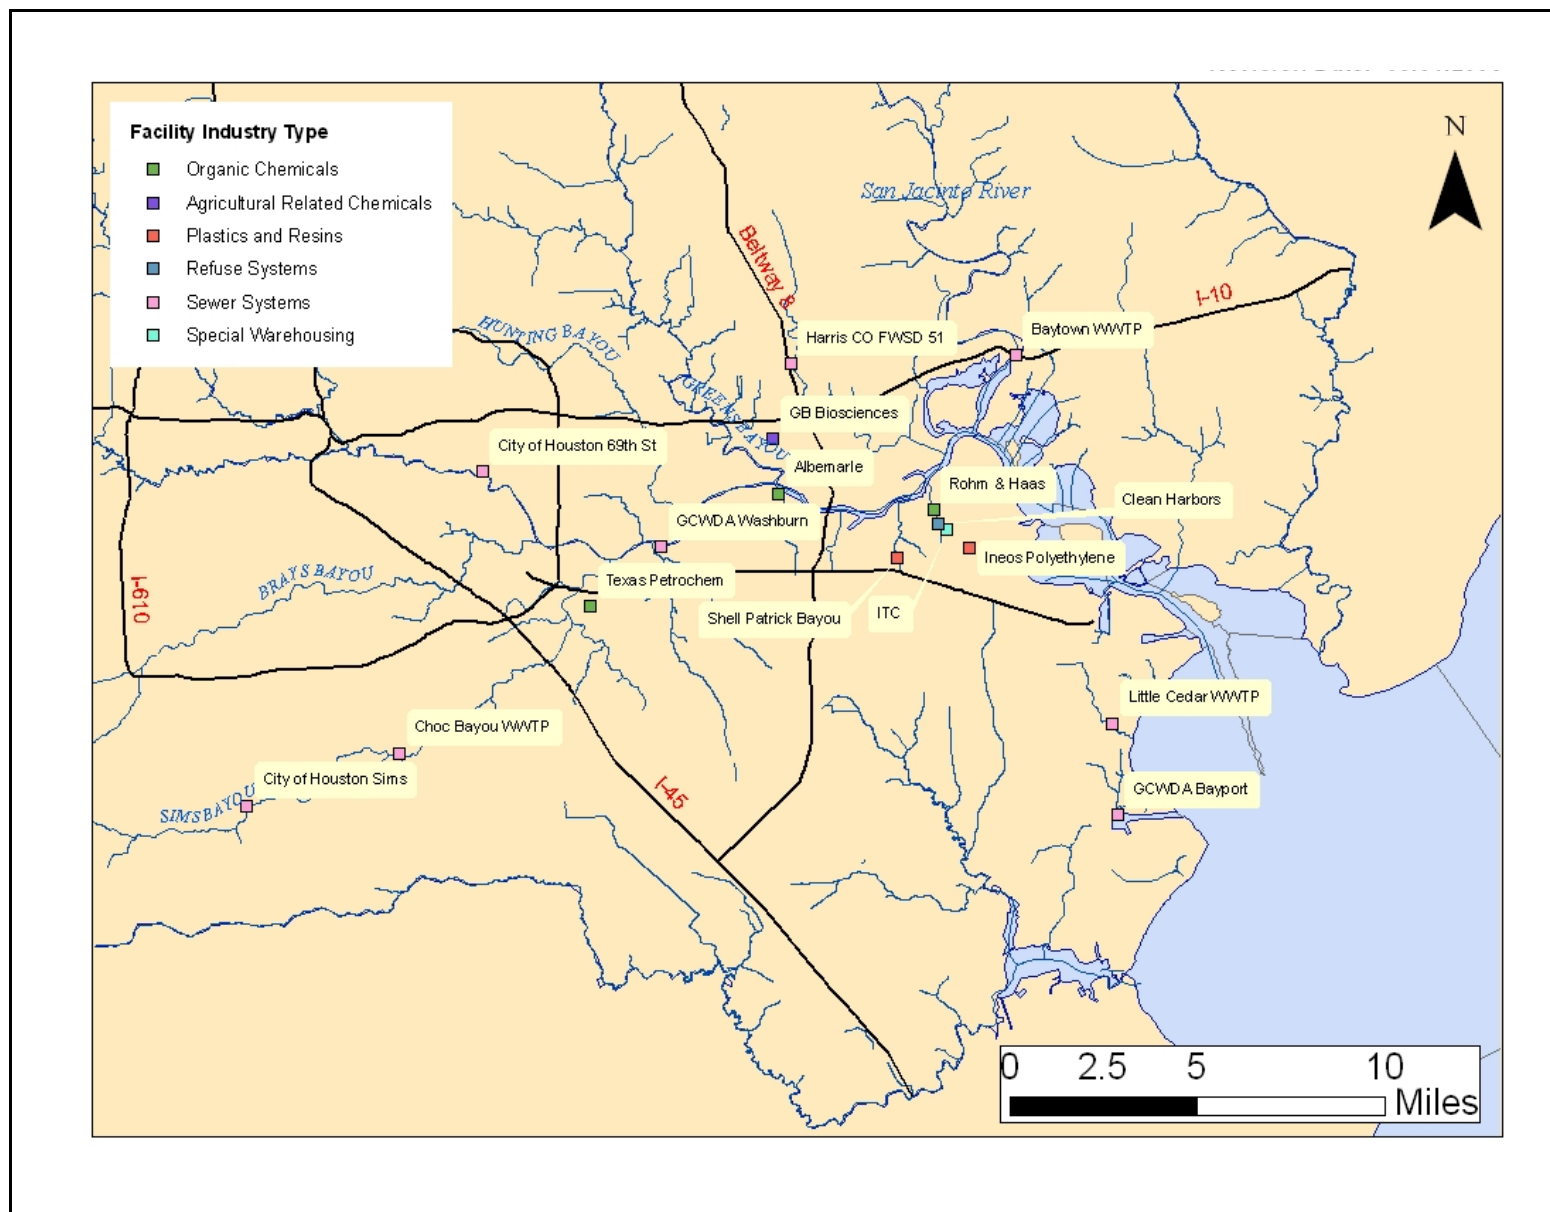 Facility Industry Type
Organic Chemicals
Agricultural Related Chemicals
Plastics and Resins
Refuse Systems
Sewer Systems
Special Warehousing
N
San Jacinto River
Beltway 8
I-10
HUNTING BAYOU
Harris CO FWSD 51
Baytown WWTP
GREENS BAYOU
GB Biosciences
City of Houston 69th St
Albemarle
Rohm & Haas
Clean Harbors
GCWDA Washburn
Ineos Polyethylene
BRAYS BAYOU
I-610
Texas Petrochem
Shell Patrick Bayou
ITC
Little Cedar WWTP
Choc Bayou WWTP
City of Houston Sims
I-45
GCWDA Bayport
SIMS BAYOU
0 2.5 5 10
Miles